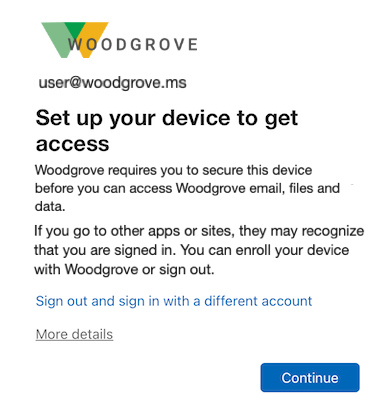 WOODGROVE
user@woodgrove.ms
Set up your device to get
access
Woodgrove requires you to secure this device
before you can access Woodgrove email, files and
data.
If you go to other apps or sites, they may recognize
that you are signed in. You can enroll your device
with Woodgrove or sign out.
Sign out and sign in with a different account
More details
Continue